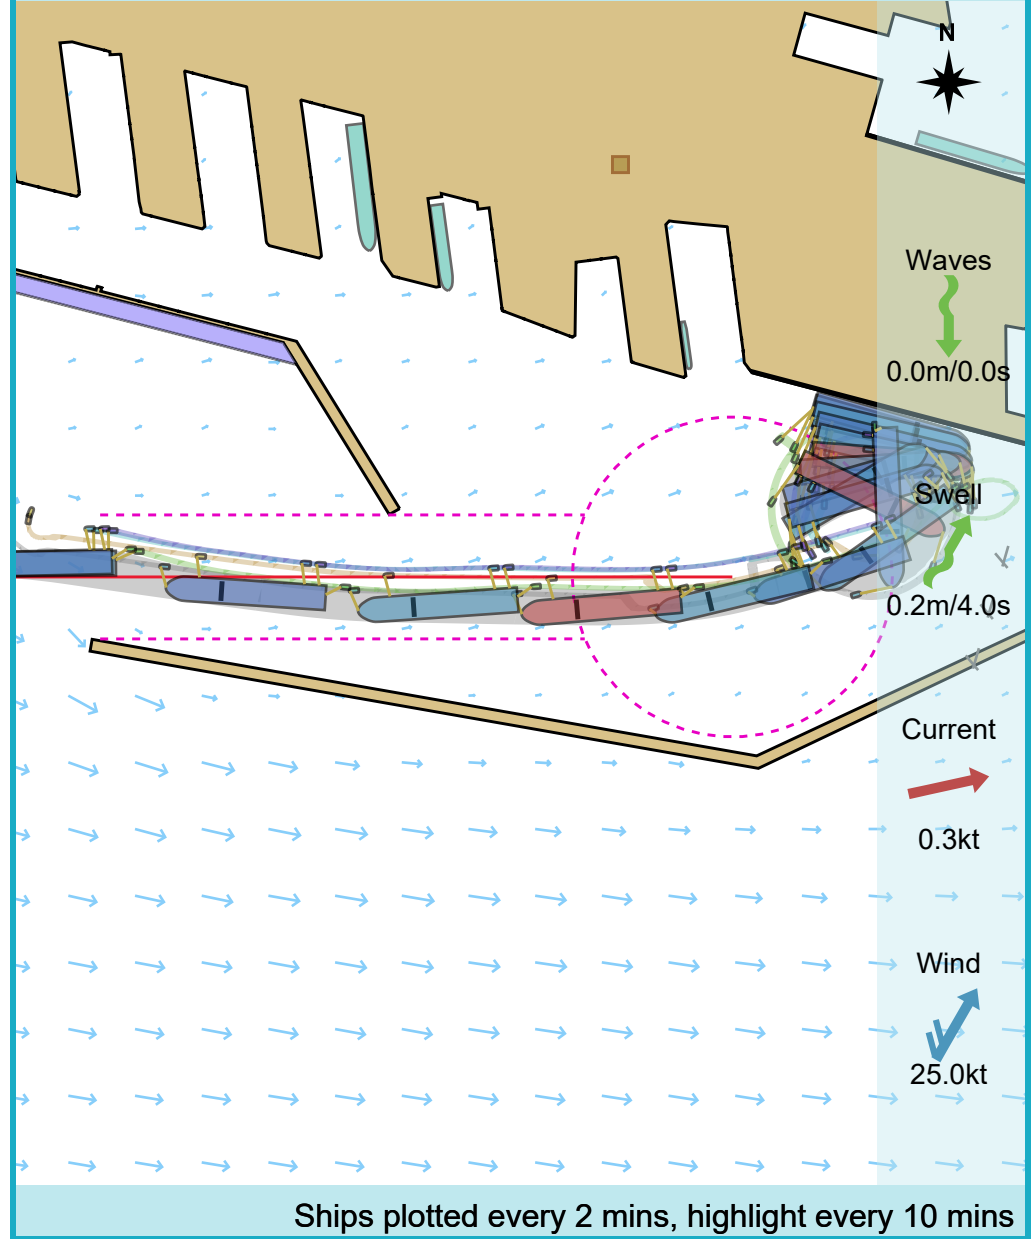 N
Waves
0.0m/0.0s
Swell
0.2m/4.0s
Current
0.3kt
Wind
25.0kt
Ships plotted every 2 mins, highlight every 10 mins